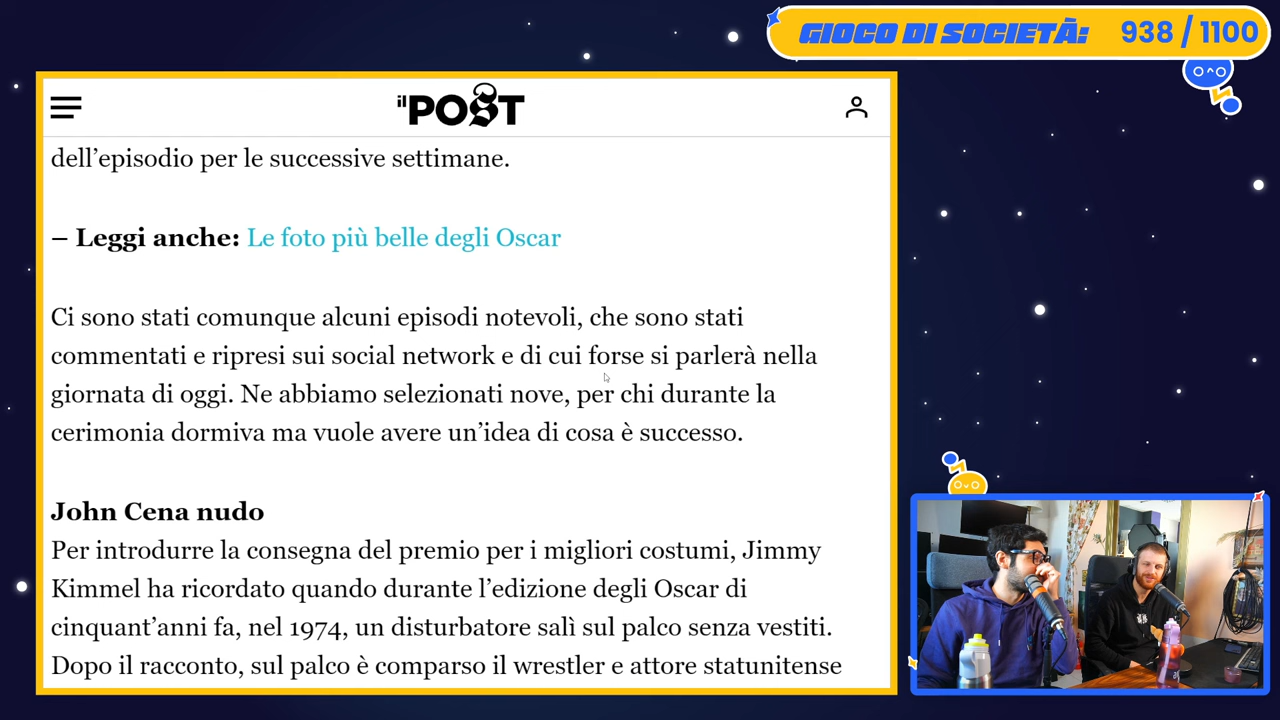 GIOCO DI SOCIETÀ: 938 / 1100
il POST
dell’episodio per le successive settimane.
– Leggi anche: Le foto più belle degli Oscar
Ci sono stati comunque alcuni episodi notevoli, che sono stati
commentati e ripresi sui social network e di cui forse si parlerà nella
giornata di oggi. Ne abbiamo selezionati nove, per chi durante la
cerimonia dormiva ma vuole avere un’idea di cosa è successo.
John Cena nudo
Per introdurre la consegna del premio per i migliori costumi, Jimmy
Kimmel ha ricordato quando durante l’edizione degli Oscar di
cinquant’anni fa, nel 1974, un disturbatore salì sul palco senza vestiti.
Dopo il racconto, sul palco è comparso il wrestler e attore statunitense